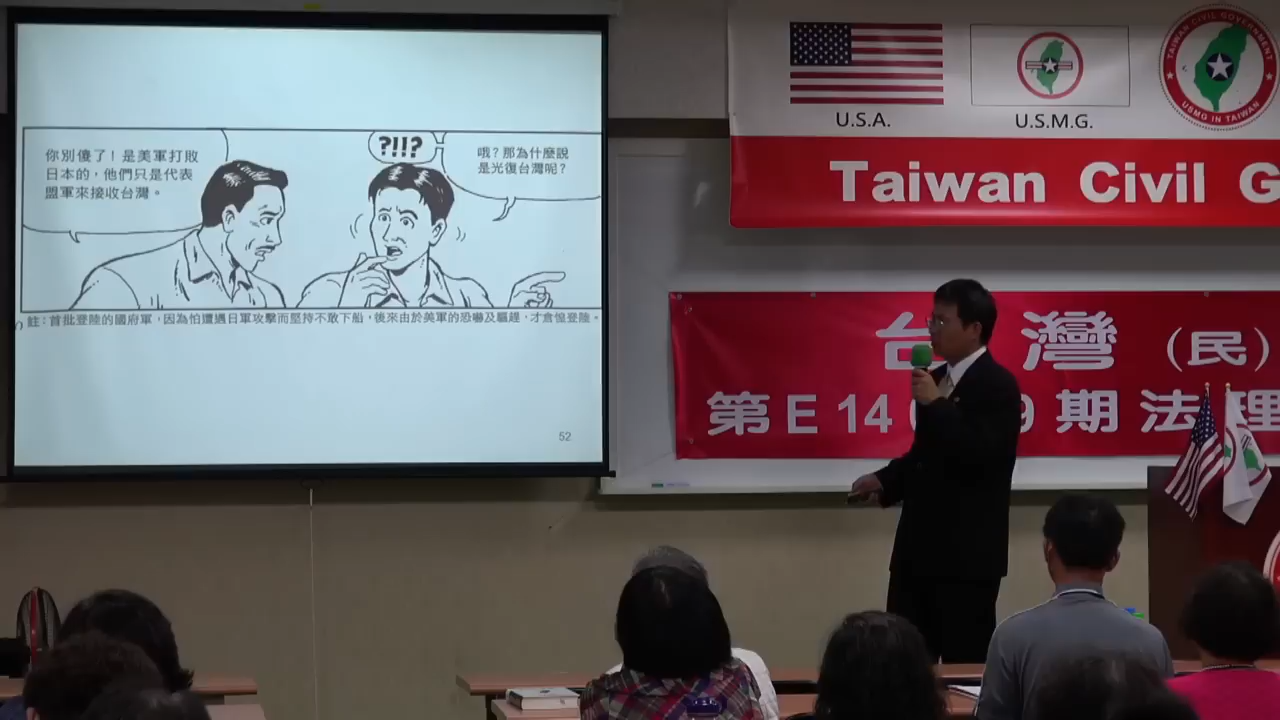 你別傻了！是美軍打敗
日本的，他們只是代表
盟軍來接收台灣。
?!!?
哦？那為什麼說
是光復台灣呢？
註：首批登陸的國府軍，因為怕遭遇日軍攻擊而堅持不敢下船，後來由於美軍的恐嚇及驅趕，才倉惶登陸。
52
U.S.A.
U.S.M.G.
TAIWAN CIVIL GOVERNMENT
USMG IN TAIWAN
Taiwan Civil G
台灣（民）
第E14 9期法理